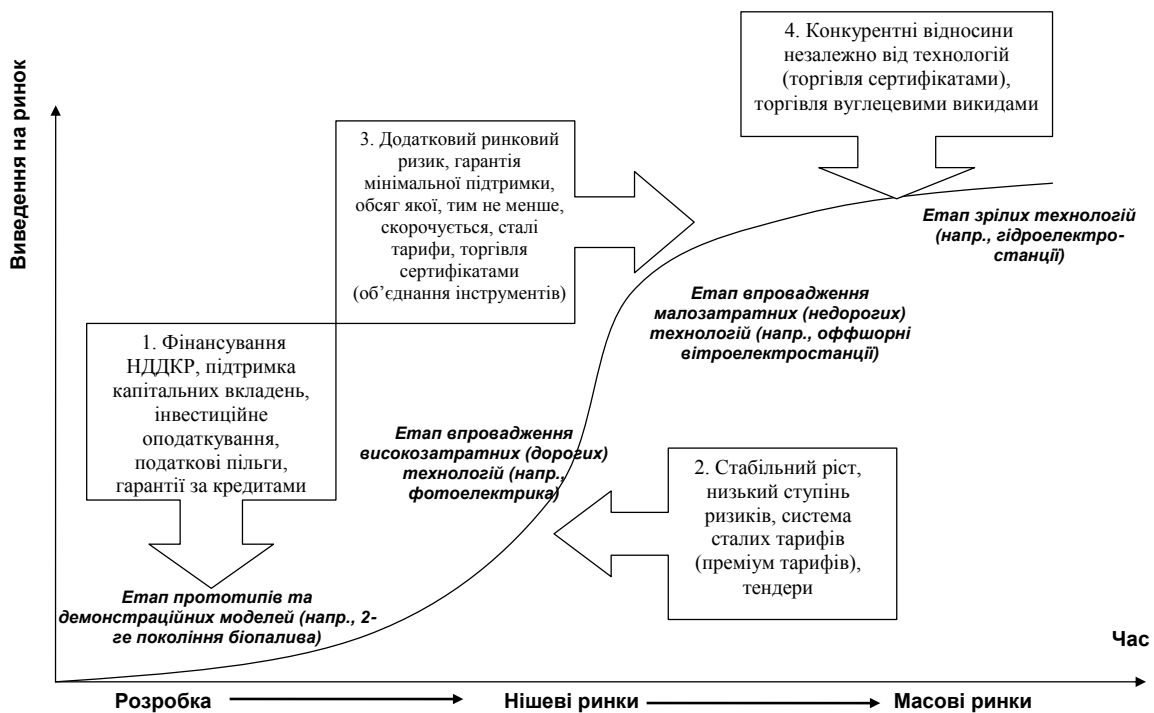 4. Конкурентні відносини
незалежно від технологій
(торгівля сертифікатами),
торгівля вуглецевими викидами
Виведення на ринок
3. Додатковий ринковий
ризик, гарантія
мінімальної підтримки,
обсяг якої, тим не менше,
скорочується, сталі
тарифи, торгівля
сертифікатами
(об’єднання інструментів)
Етап зрілих технологій
(напр., гідроелектро-
станції)
Етап впровадження
малозатратних (недорогих)
технологій (напр., оффшорні
вітроелектростанції)
1. Фінансування
НДДКР, підтримка
капітальних вкладень,
інвестиційне
оподаткування,
податкові пільги,
гарантії за кредитами
Етап впровадження
високозатратних (дорогих)
технологій (напр.,
фотоелектрика)
2. Стабільний ріст,
низький ступінь
ризиків, система
сталих тарифів
(преміум тарифів),
тендери
Етап прототипів та
демонстраційних моделей (напр., 2-
ге покоління біопалива)
Час
Розробка
Нішеві ринки
Масові ринки